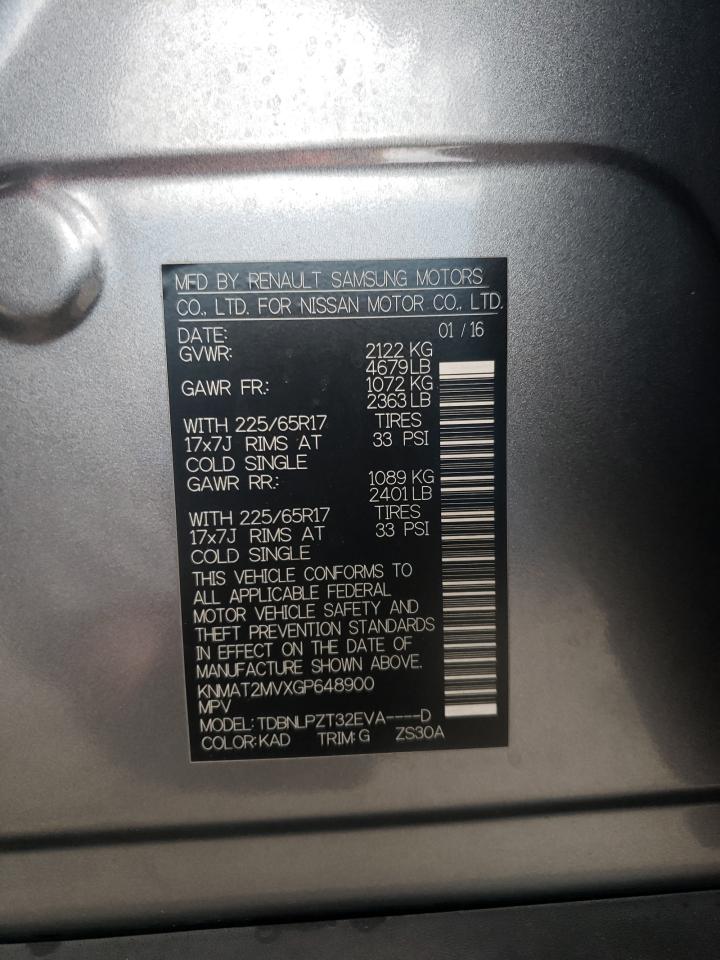 MFD BY RENAULT SAMSUNG MOTORS
CO., LTD. FOR NISSAN MOTOR CO., LTD.
DATE: 01 / 16
GVWR: 2122 KG
4679 LB
GAWR FR.: 1072 KG
2363 LB
WITH 225/65R17 TIRES
17x7J RIMS AT 33 PSI
COLD SINGLE
GAWR RR.: 1089 KG
2401 LB
WITH 225/65R17 TIRES
17x7J RIMS AT 33 PSI
COLD SINGLE
THIS VEHICLE CONFORMS TO
ALL APPLICABLE FEDERAL
MOTOR VEHICLE SAFETY AND
THEFT PREVENTION STANDARDS
IN EFFECT ON THE DATE OF
MANUFACTURE SHOWN ABOVE.
KNMAT2MVXGP648900
MPV
MODEL: TDBNLPZT32EVA----D
COLOR: KAD TRIM: G ZS30A